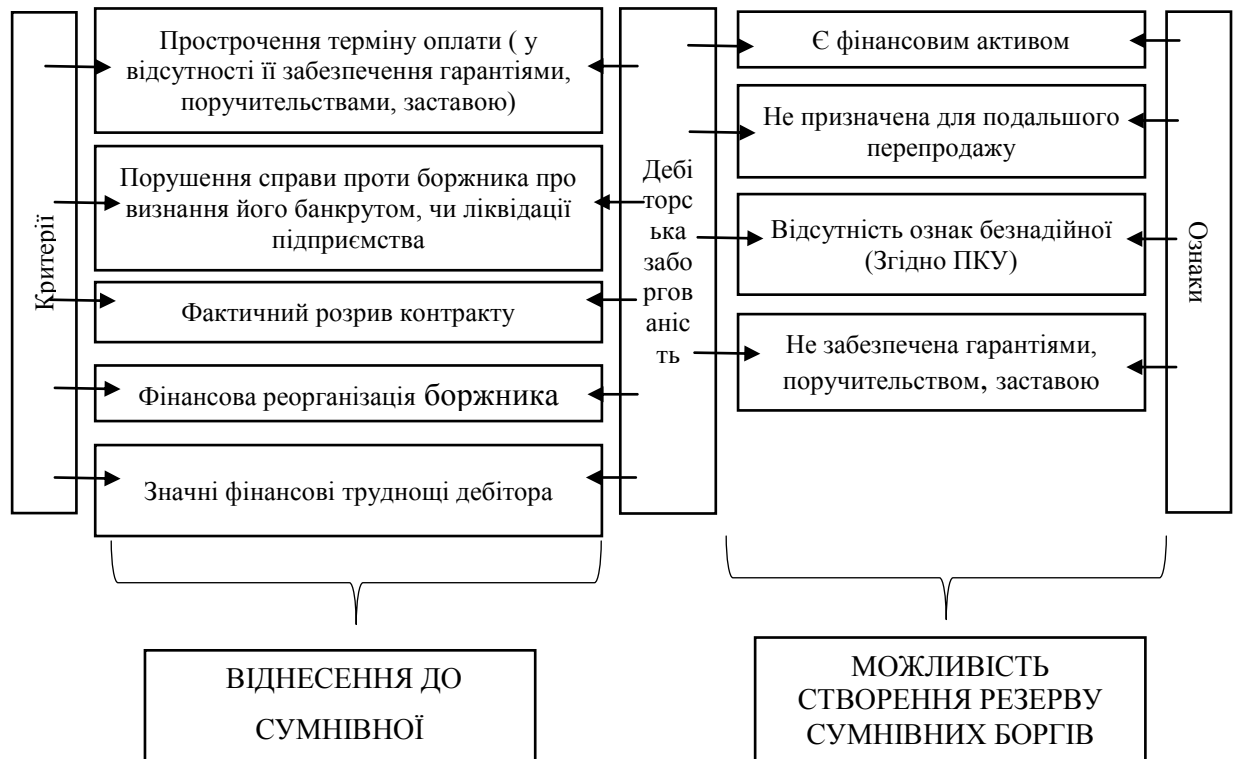 Критерії
Прострочення терміну оплати ( у
відсутності її забезпечення гарантіями,
поручительствами, заставою)
Порушення справи проти боржника про
визнання його банкрутом, чи ліквідації
підприємства
Фактичний розрив контракту
Фінансова реорганізація боржника
Значні фінансові труднощі дебітора
Дебі
торс
ька
забо
ргов
аніс
ть
Є фінансовим активом
Не призначена для подальшого
перепродажу
Відсутність ознак безнадійної
(Згідно ПКУ)
Не забезпечена гарантіями,
поручительством, заставою
Ознаки
ВІДНЕСЕННЯ ДО
СУМНІВНОЇ
МОЖЛИВІСТЬ
СТВОРЕННЯ РЕЗЕРВУ
СУМНІВНИХ БОРГІВ